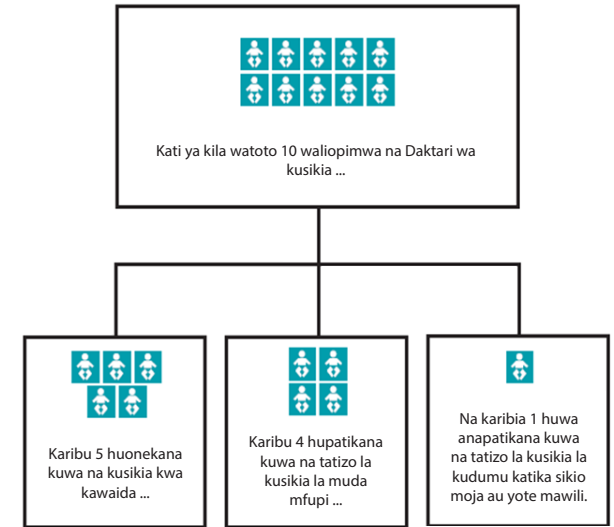 Kati ya kila watoto 10 waliopimwa na Daktari wa
kusikia ...
Karibu 5 huonekana
kuwa na kusikia kwa
kawaida ...
Karibu 4 hupatikana
kuwa na tatizo la
kusikia la muda
mfupi ...
Na karibia 1 huwa
anapatikana kuwa
na tatizo la kusikia la
kudumu katika sikio
moja au yote mawili.